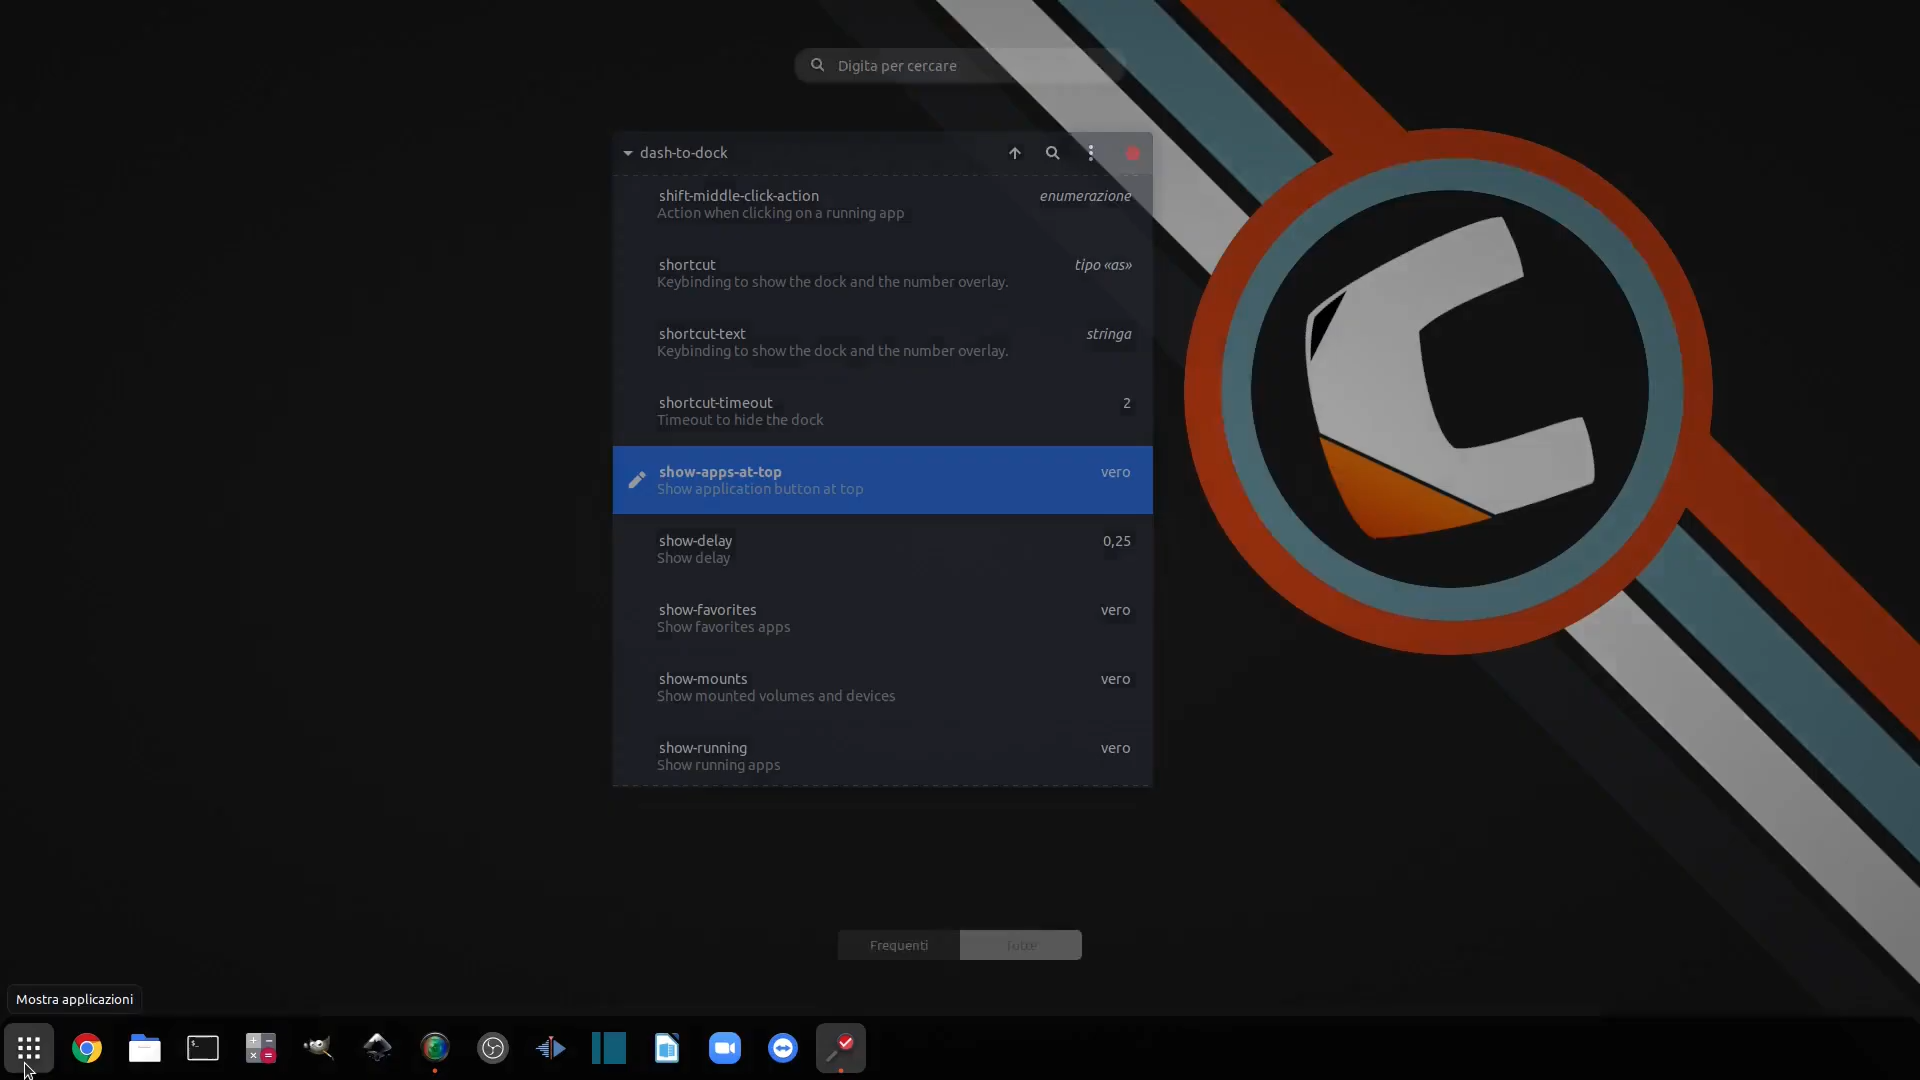 Digita per cercare
dash-to-dock
shift-middle-click-action enumerazione
Action when clicking on a running app
shortcut tipo «as»
Keybinding to show the dock and the number overlay.
shortcut-text stringa
Keybinding to show the dock and the number overlay.
shortcut-timeout 2
Timeout to hide the dock
show-apps-at-top vero
Show application button at top
show-delay 0,25
Show delay
show-favorites vero
Show favorites apps
show-mounts vero
Show mounted volumes and devices
show-running vero
Show running apps
Frequenti Tutte
Mostra applicazioni